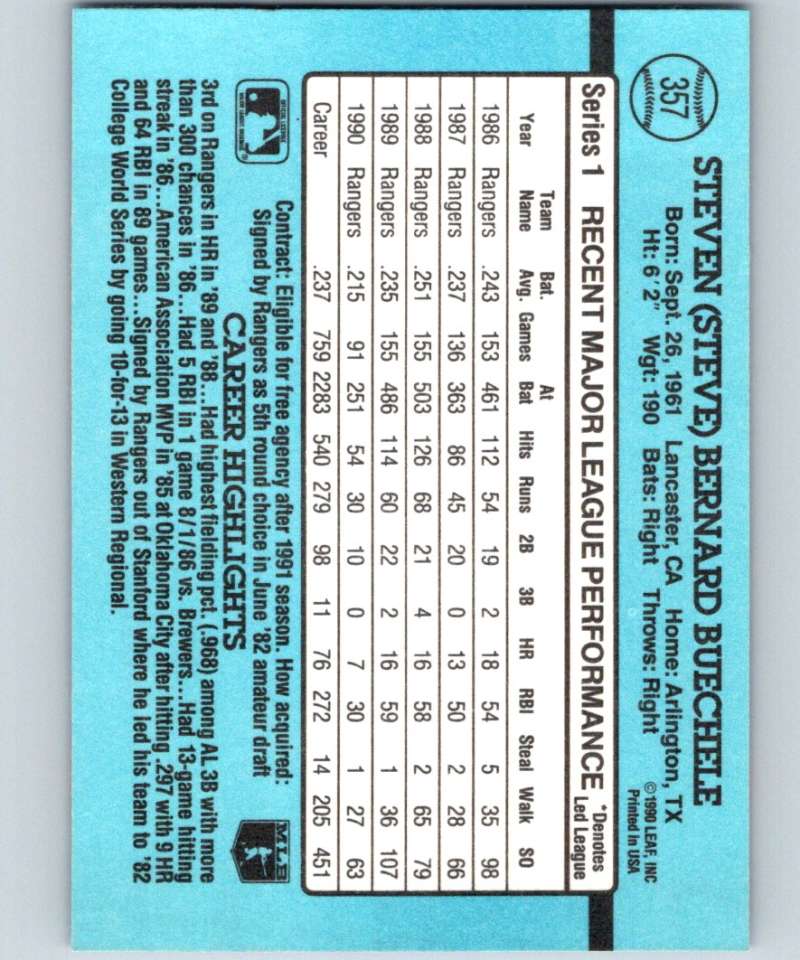 357
STEVEN (STEVE) BERNARD BUECHELE
Born: Sept. 26, 1961 Lancaster, CA Home: Arlington, TX
Ht: 6'2" Wgt: 190 Bats: Right Throws: Right
©1990 LEAF, INC
Printed in USA
Series 1 RECENT MAJOR LEAGUE PERFORMANCE *Denotes Led League
Year Team Name Bat. Avg. Games At Bat Hits Runs 2B 3B HR RBI Steal Walk SO
1986 Rangers .243 153 461 112 54 19 2 18 54 5 35 98
1987 Rangers .237 136 363 86 45 20 0 13 50 2 28 66
1988 Rangers .251 155 503 126 68 21 4 16 58 2 65 79
1989 Rangers .235 155 486 114 60 22 2 16 59 1 36 107
1990 Rangers .215 91 251 54 30 10 0 7 30 1 27 63
Career .237 759 2283 540 279 98 11 76 272 14 205 451
Contract: Eligible for free agency after 1991 season. How acquired:
Signed by Rangers as 5th round choice in June '82 amateur draft
MLB
CAREER HIGHLIGHTS
3rd on Rangers in HR in '89 and '88...Had highest fielding pct. (.968) among AL 3B with more
than 300 chances in '86...Had 5 RBI in 1 game 8/1/86 vs. Brewers...Had 13-game hitting
streak in '86...American Association MVP in '85 at Oklahoma City after hitting .297 with 9 HR
and 64 RBI in 89 games...Signed by Rangers out of Stanford where he led his team to '82
College World Series by going 10-for-13 in Western Regional.